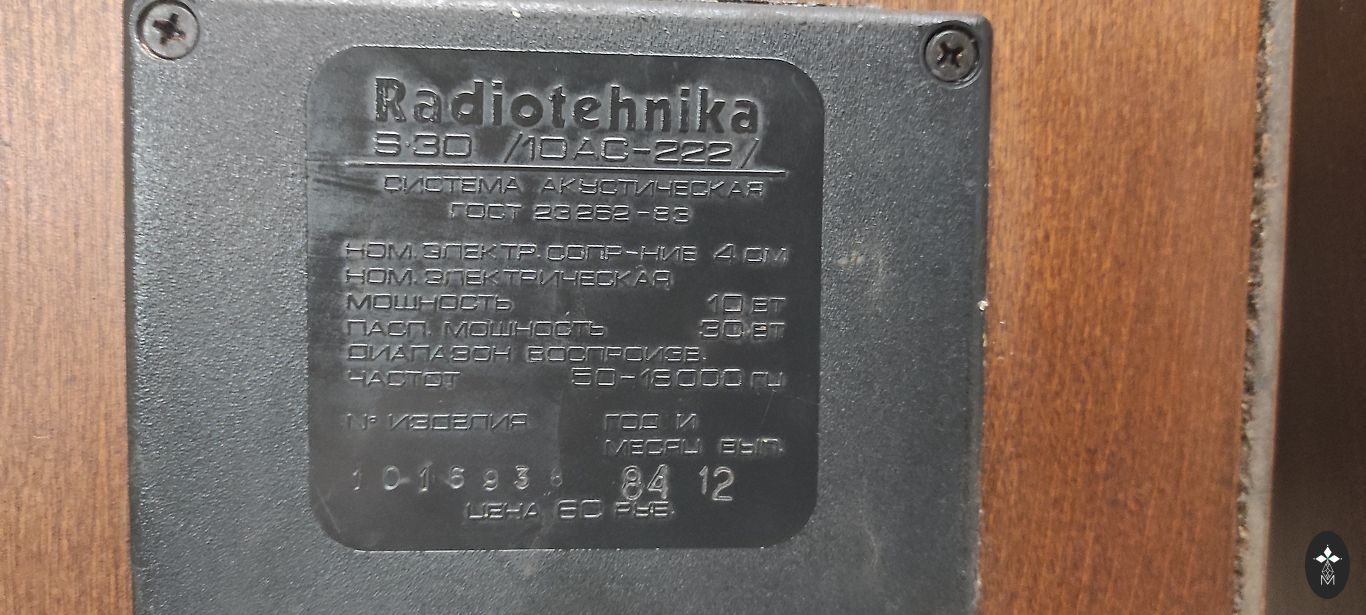 Radiotehnika
S-30 /10АС-222/
СИСТЕМА АКУСТИЧЕСКАЯ
ГОСТ 23262-83
НОМ.ЭЛЕКТР.СОПР-НИЕ 4 ОМ
НОМ.ЭЛЕКТРИЧЕСКАЯ
МОЩНОСТЬ 10 ВТ
ПАСП. МОЩНОСТЬ 30 ВТ
ДИАПАЗОН ВОСПРОИЗВ.
ЧАСТОТ 50-18000 ГЦ
№ ИЗДЕЛИЯ ГОД И
МЕСЯЦ ВЫП.
84 12
ЦЕНА 60 РУБ.
M